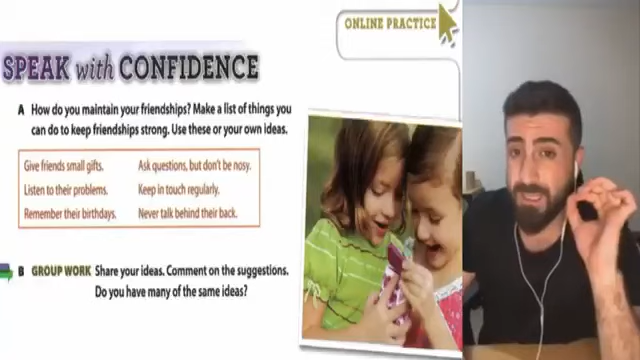 ONLINE PRACTICE
SPEAK with CONFIDENCE
A How do you maintain your friendships? Make a list of things you
can do to keep friendships strong. Use these or your own ideas.
Give friends small gifts. Ask questions, but don't be nosy.
Listen to their problems. Keep in touch regularly.
Remember their birthdays. Never talk behind their back.
B GROUP WORK Share your ideas. Comment on the suggestions.
Do you have many of the same ideas?